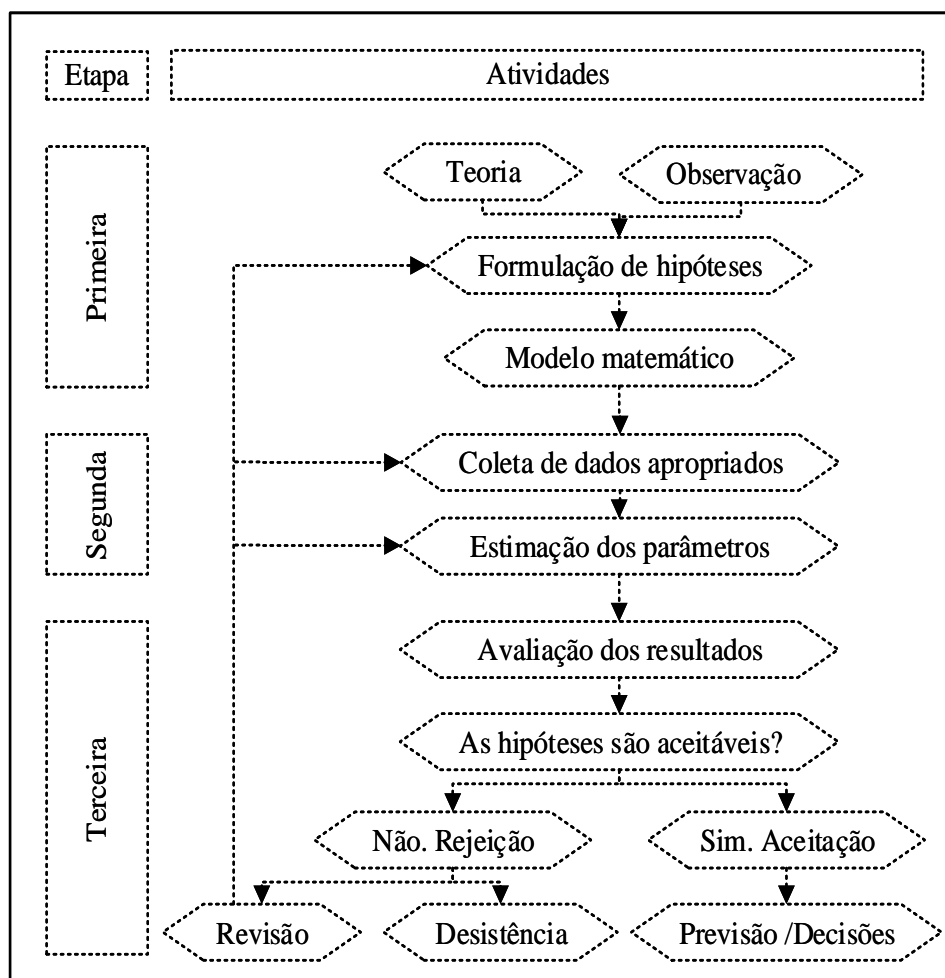 Etapa
Atividades
Primeira
Teoria
Observação
Formulação de hipóteses
Modelo matemático
Segunda
Coleta de dados apropriados
Estimação dos parâmetros
Terceira
Avaliação dos resultados
As hipóteses são aceitáveis?
Não. Rejeição
Sim. Aceitação
Revisão
Desistência
Previsão /Decisões